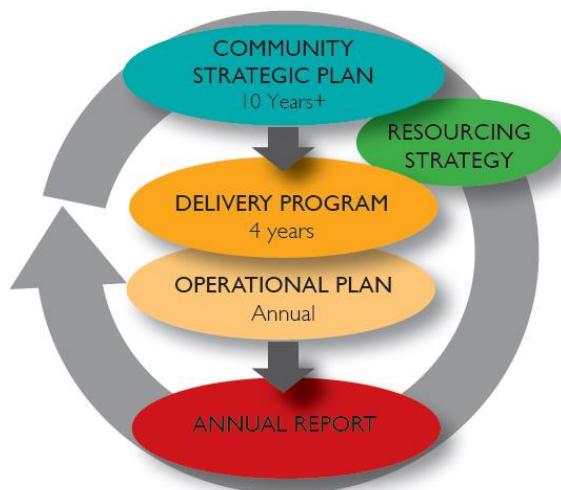 COMMUNITY
STRATEGIC PLAN
10 Years+
RESOURCING
STRATEGY
DELIVERY PROGRAM
4 years
OPERATIONAL PLAN
Annual
ANNUAL REPORT